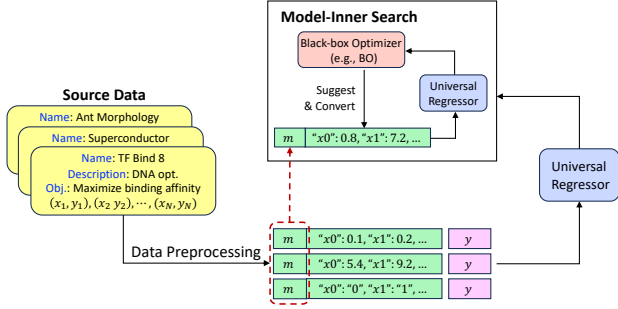 Model-Inner Search
Black-box Optimizer
(e.g., BO)
Suggest
& Convert
Universal
Regressor
m
"x0": 0.8, "x1": 7.2, ...
Source Data
Name: Ant Morphology
Name: Superconductor
Name: TF Bind 8
Description: DNA opt.
Obj.: Maximize binding affinity
(x₁, y₁), (x₂ y₂), ⋯, (x_N, y_N)
Data Preprocessing
m "x0": 0.1, "x1": 0.2, ... y
m "x0": 5.4, "x1": 9.2, ... y
m "x0": "0", "x1": "1", ... y
Universal
Regressor